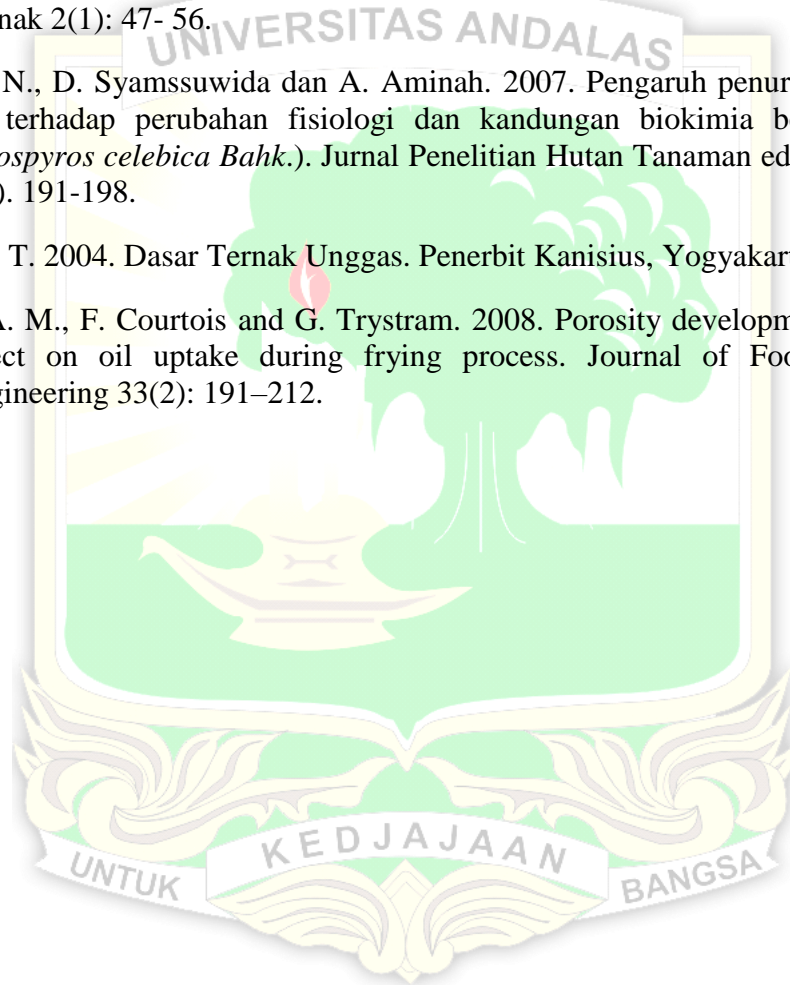 nak 2(1): 47- 56.
UNIVERSITAS ANDALAS
N., D. Syamssuwida dan A. Aminah. 2007. Pengaruh penur
terhadap perubahan fisiologi dan kandungan biokimia b
ospyros celebica Bahk.). Jurnal Penelitian Hutan Tanaman ed
). 191-198.
T. 2004. Dasar Ternak Unggas. Penerbit Kanisius, Yogyakar
A. M., F. Courtois and G. Trystram. 2008. Porosity developm
ect on oil uptake during frying process. Journal of Foo
gineering 33(2): 191–212.
UNTUK KEDJAJAAN BANGSA